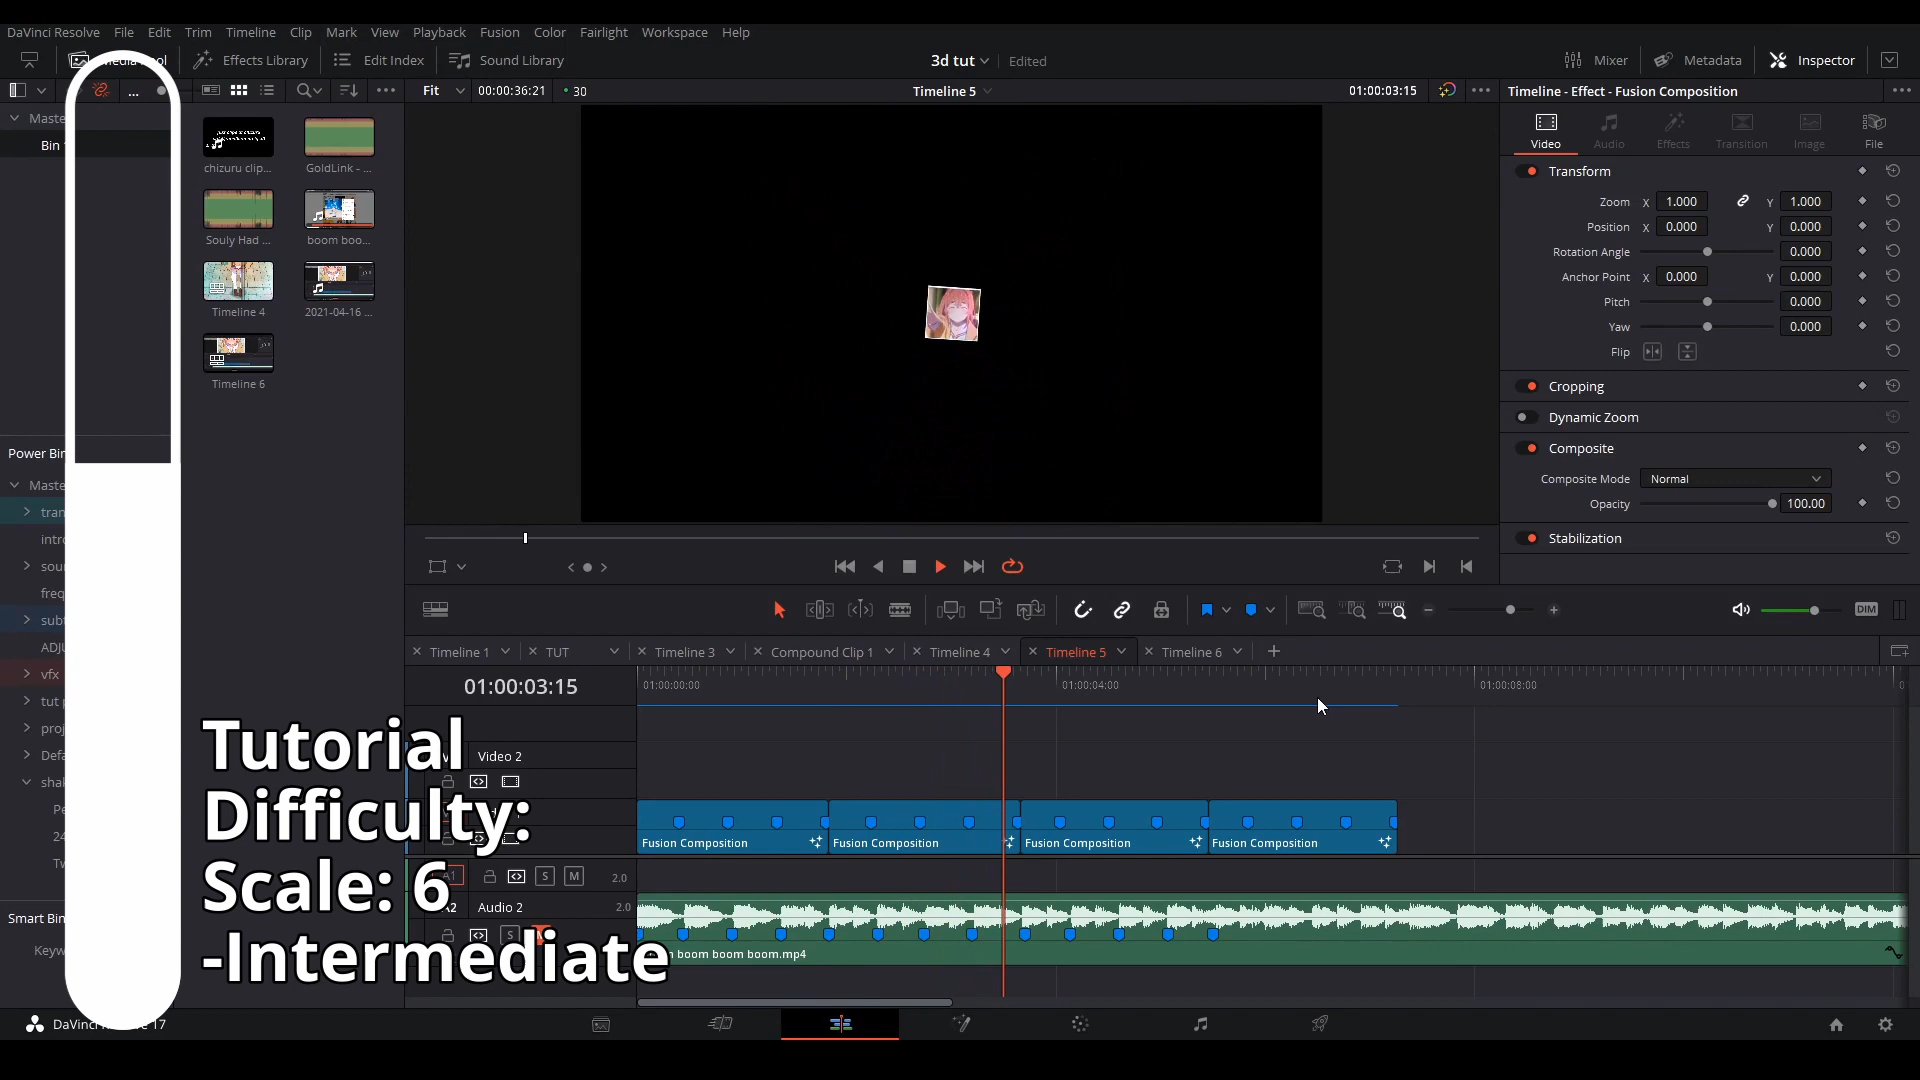 DaVinci Resolve File Edit Trim Timeline Clip Mark View Playback Fusion Color Fairlight Workspace Help
Effects Library Edit Index Sound Library 3d tut Edited Mixer Metadata Inspector
... Fit 00:00:36:21 30 Timeline 5 01:00:03:15 Timeline - Effect - Fusion Composition
Maste
Bin
chizuru clip... GoldLink - ...
Souly Had ... boom boo...
Timeline 4 2021-04-16 ...
Timeline 6
Video Audio Effects Transition Image File
Transform
Zoom X 1.000 Y 1.000
Position X 0.000 Y 0.000
Rotation Angle 0.000
Anchor Point X 0.000 Y 0.000
Pitch 0.000
Yaw 0.000
Flip
Cropping
Dynamic Zoom
Composite
Composite Mode Normal
Opacity 100.00
Stabilization
Power Bin
Maste
tran
intro
soun
freq
subt
ADJU
vfx
tut p
proj
Defa
shak
Pe
24
Tv
Smart Bin
Keyw
DIM
Timeline 1 TUT Timeline 3 Compound Clip 1 Timeline 4 Timeline 5 Timeline 6
01:00:03:15 01:00:00:00 01:00:04:00 01:00:08:00
Video 2
Fusion Composition Fusion Composition Fusion Composition Fusion Composition
A1 S M 2.0
A2 Audio 2 2.0
S
boom boom boom.mp4
Tutorial
Difficulty:
Scale: 6
-Intermediate
DaVinci Resolve 17